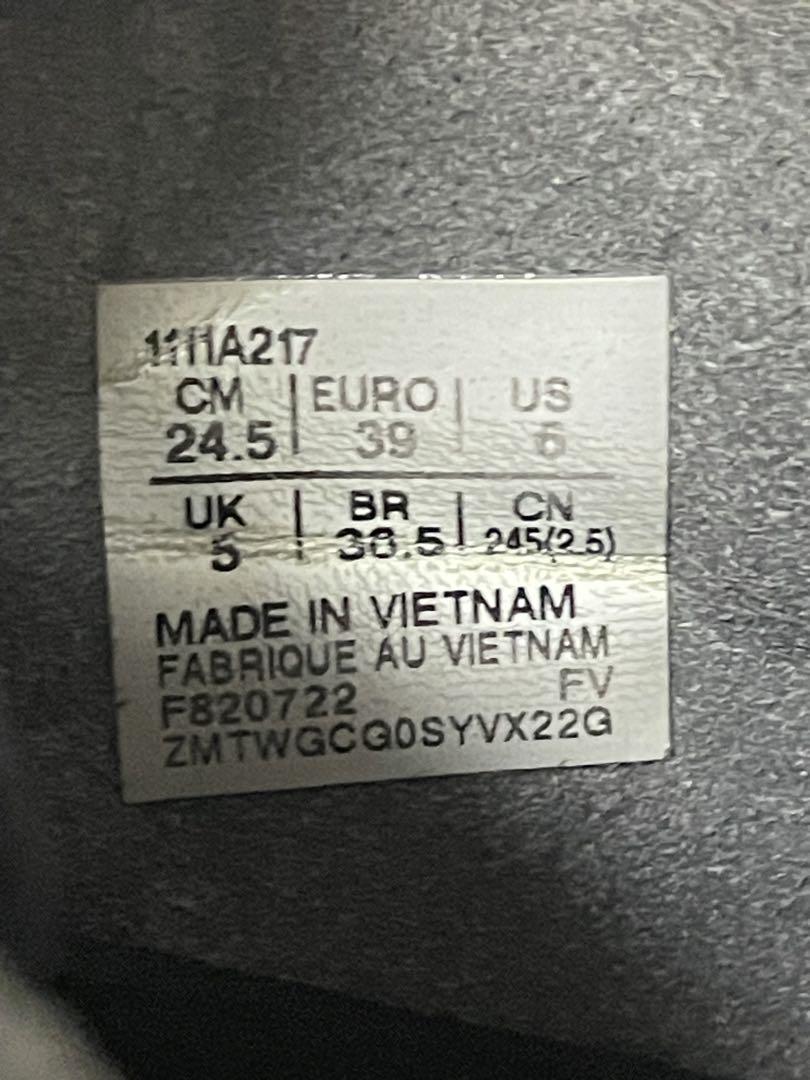 1111A217
CM | EURO | US
24.5 | 39 | 6
UK | BR | CN
5 | 36.5 | 245(2.5)
MADE IN VIETNAM
FABRIQUE AU VIETNAM
F820722 FV
ZMTWGCG0SYVX22G